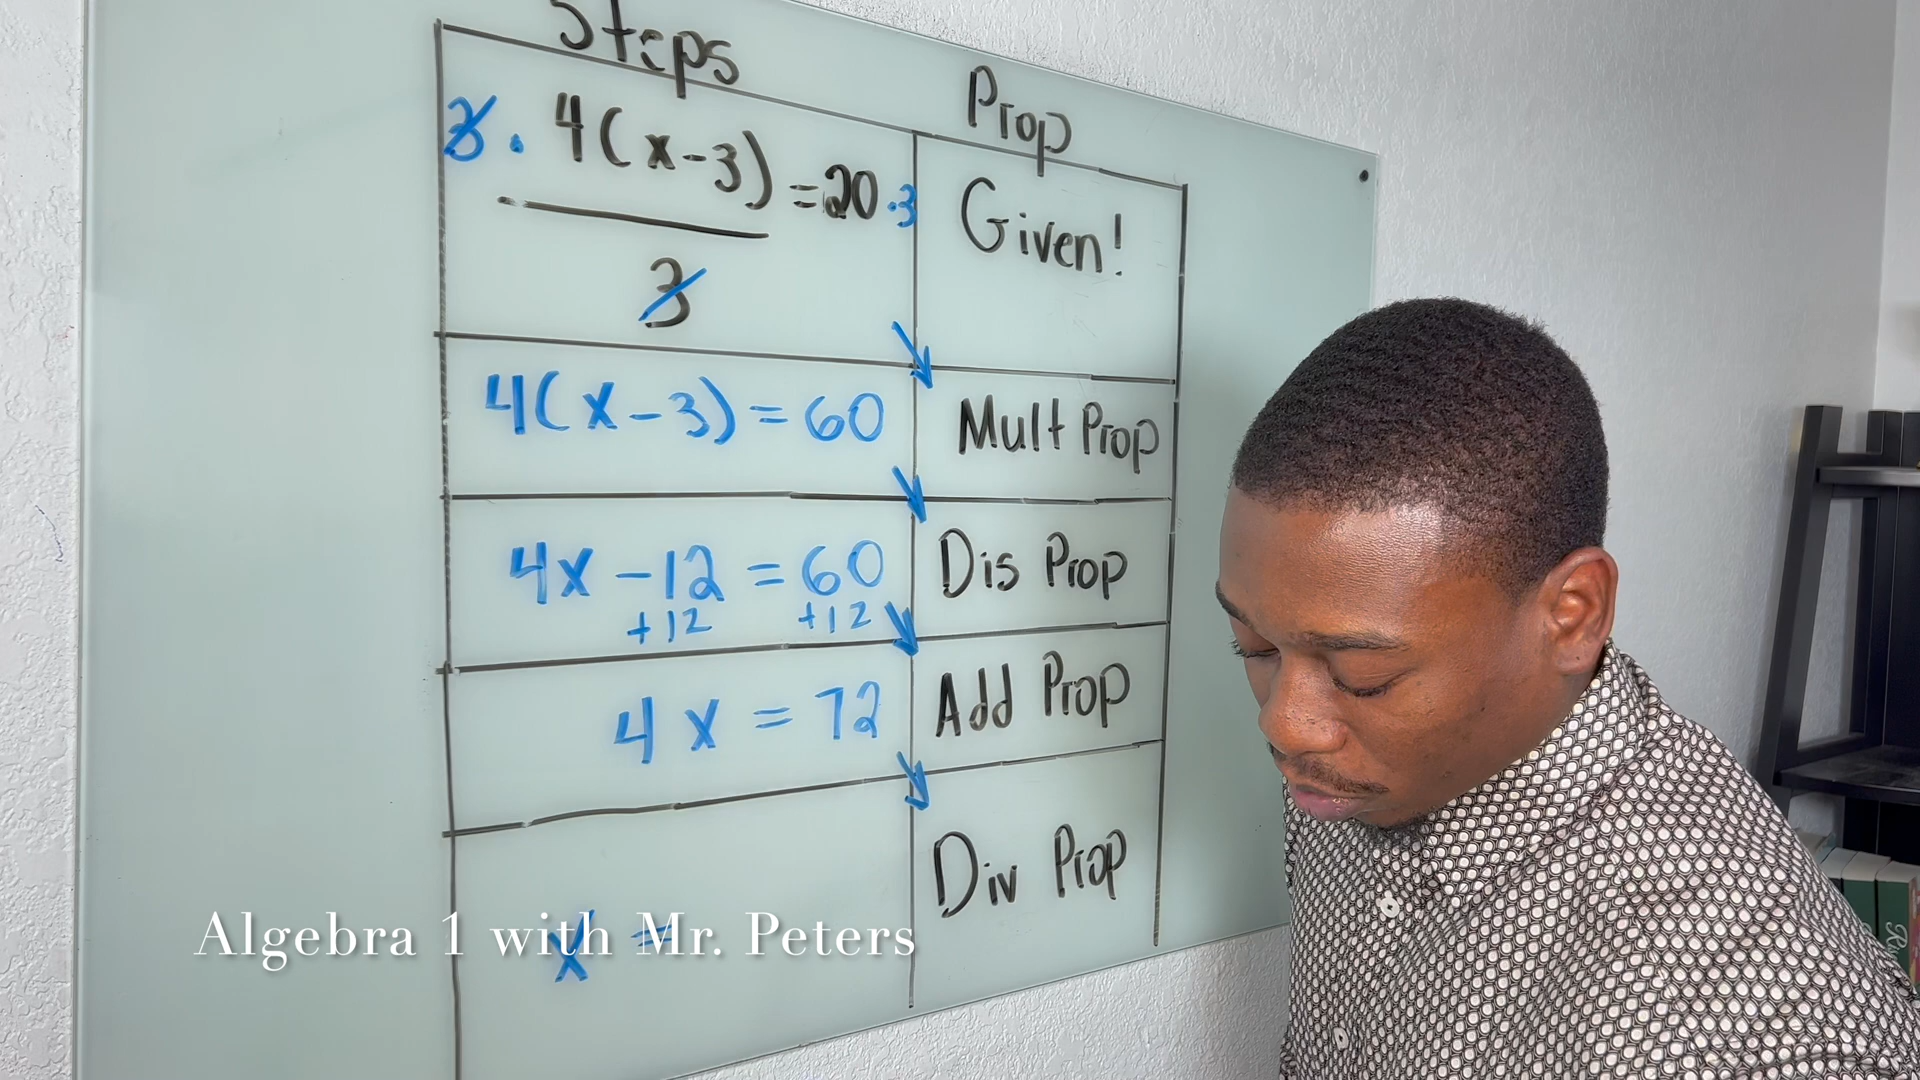 Steps
Prop
3 · 4(x-3) = 20 · 3
3
Given!
4(x-3) = 60
Mult Prop
4x - 12 = 60
+12 +12
Dis Prop
4x = 72
Add Prop
x =
Div Prop
Algebra 1 with Mr. Peters